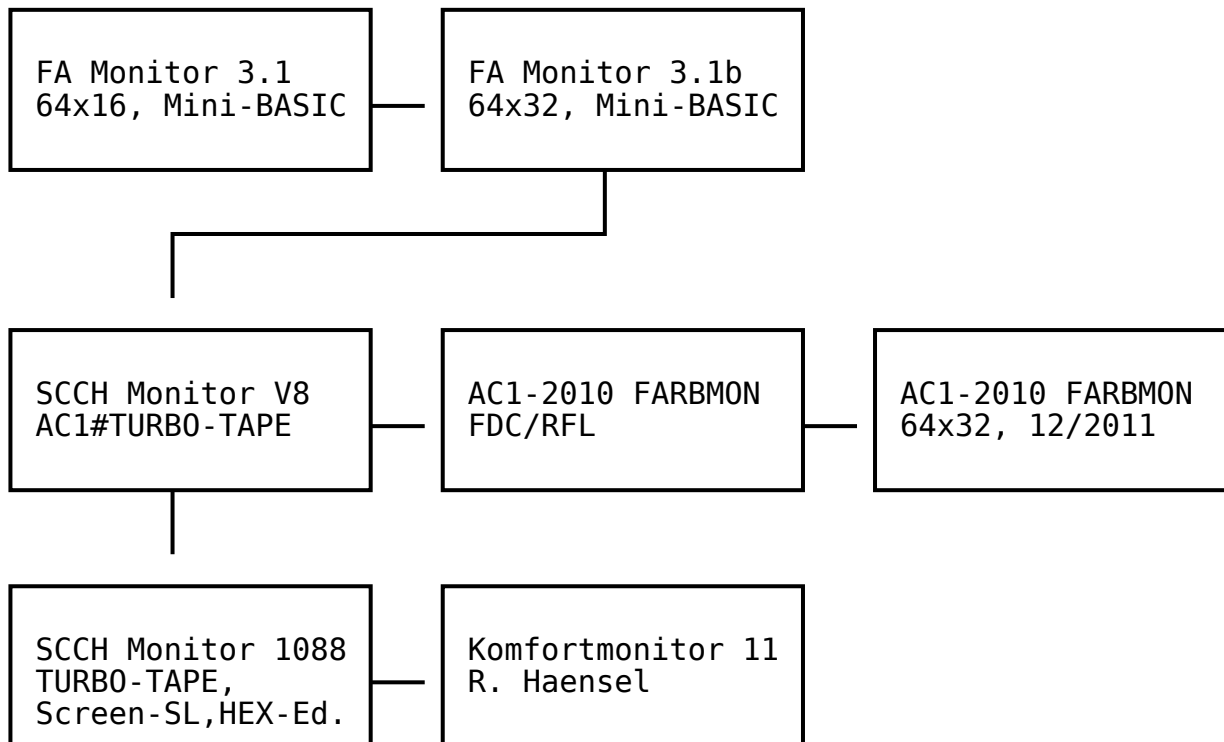 FA Monitor 3.1
64x16, Mini-BASIC
FA Monitor 3.1b
64x32, Mini-BASIC
SCCH Monitor V8
AC1#TURBO-TAPE
AC1-2010 FARBMON
FDC/RFL
AC1-2010 FARBMON
64x32, 12/2011
SCCH Monitor 1088
TURBO-TAPE,
Screen-SL,HEX-Ed.
Komfortmonitor 11
R. Haensel